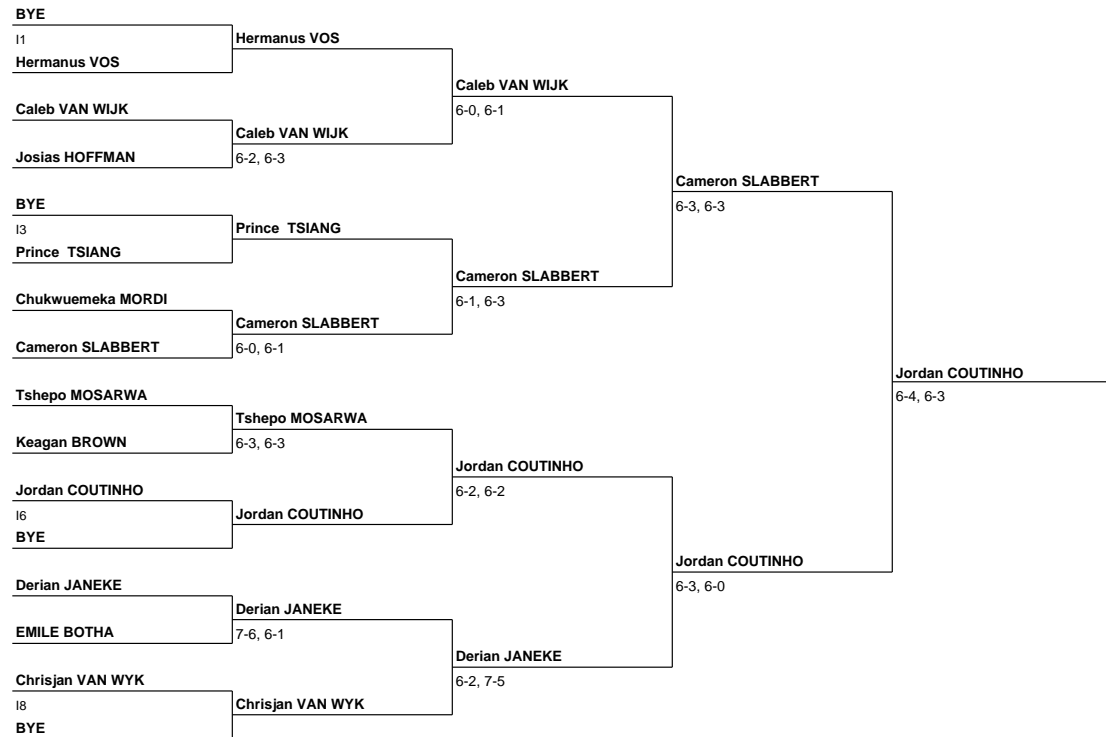 BYE
I1
Hermanus VOS
Hermanus VOS
Caleb VAN WIJK
6-0, 6-1
Caleb VAN WIJK
Caleb VAN WIJK
6-2, 6-3
Josias HOFFMAN
Cameron SLABBERT
6-3, 6-3
BYE
I3
Prince  TSIANG
Prince  TSIANG
Cameron SLABBERT
6-1, 6-3
Chukwuemeka MORDI
Cameron SLABBERT
6-0, 6-1
Cameron SLABBERT
Jordan COUTINHO
6-4, 6-3
Tshepo MOSARWA
Tshepo MOSARWA
6-3, 6-3
Keagan BROWN
Jordan COUTINHO
6-2, 6-2
Jordan COUTINHO
I6
Jordan COUTINHO
BYE
Jordan COUTINHO
6-3, 6-0
Derian JANEKE
Derian JANEKE
7-6, 6-1
EMILE BOTHA
Derian JANEKE
6-2, 7-5
Chrisjan VAN WYK
I8
Chrisjan VAN WYK
BYE